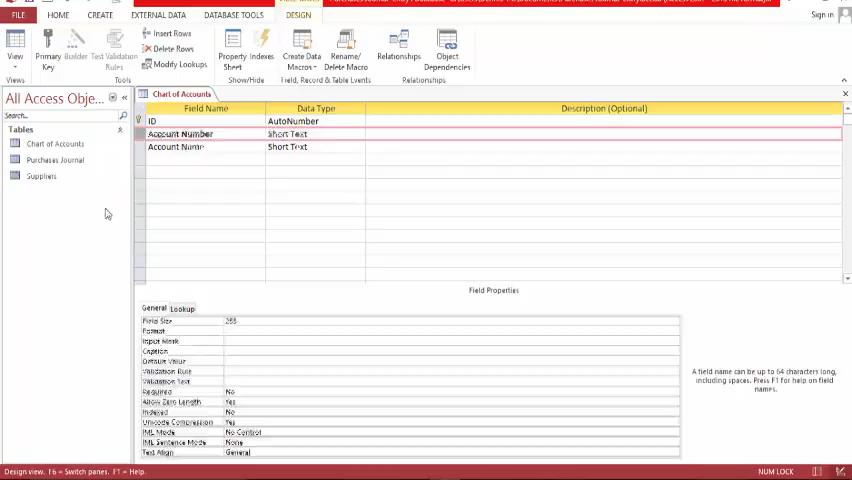 Sign in
FILE HOME CREATE EXTERNAL DATA DATABASE TOOLS DESIGN
View
Primary Key
Builder
Test Validation Rules
Insert Rows
Delete Rows
Modify Lookups
Property Sheet
Indexes
Create Data Macros
Rename/ Delete Macro
Relationships
Object Dependencies
Views Tools Show/Hide Field, Record & Table Events Relationships
All Access Obje...
Search...
Tables
Chart of Accounts
Purchases Journal
Suppliers
Chart of Accounts
Field Name Data Type Description (Optional)
ID AutoNumber
Account Number Short Text
Account Name Short Text
Field Properties
General Lookup
Field Size 255
Format
Input Mask
Caption
Default Value
Validation Rule
Validation Text
Required No
Allow Zero Length Yes
Indexed No
Unicode Compression Yes
IME Mode No Control
IME Sentence Mode None
Text Align General
A field name can be up to 64 characters long,
including spaces. Press F1 for help on field
names.
Design view. F6 = Switch panes. F1 = Help.
NUM LOCK